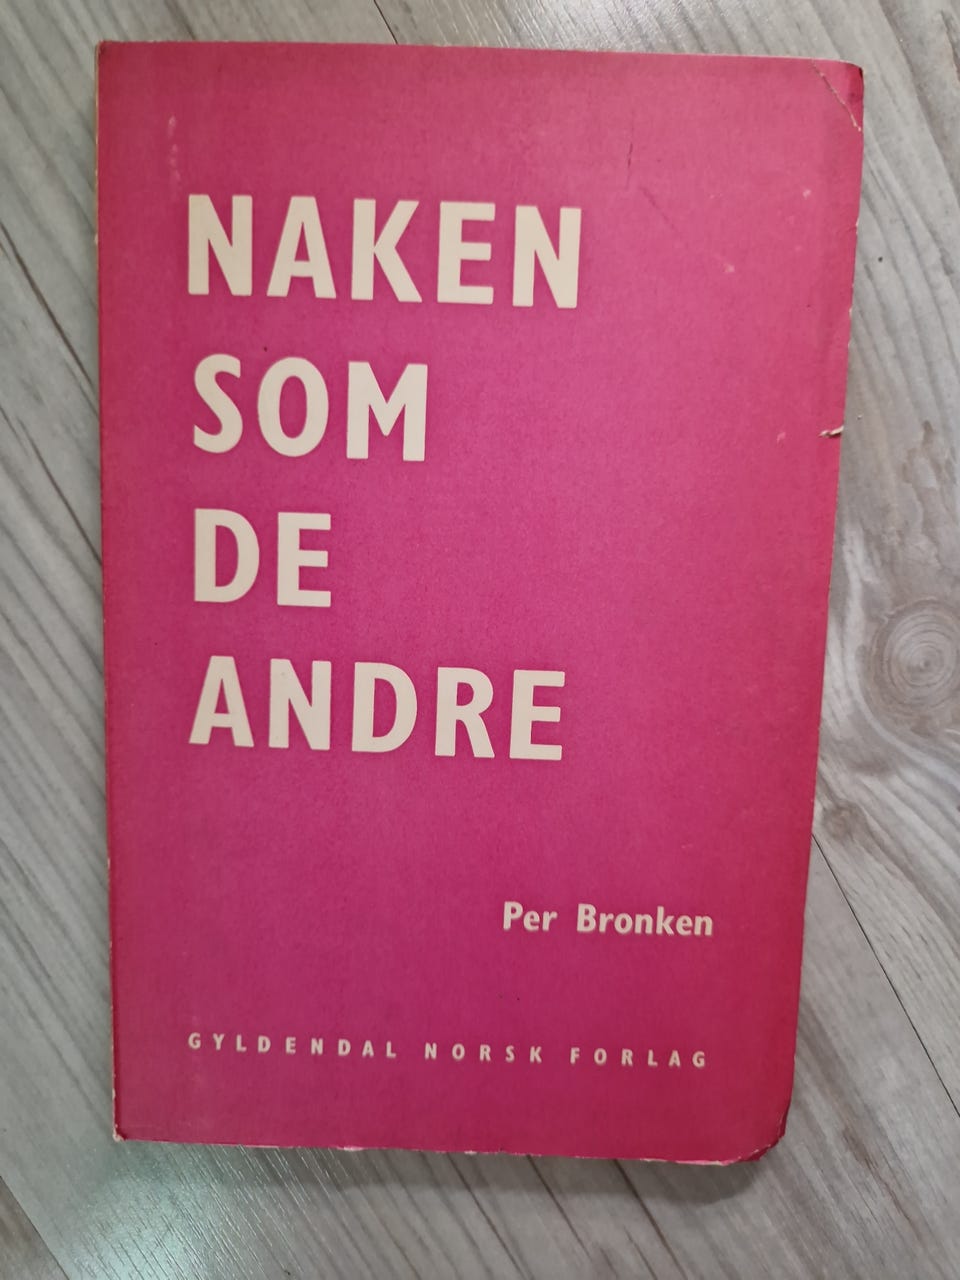 NAKEN
SOM
DE
ANDRE
Per Bronken
GYLDENDAL NORSK FORLAG